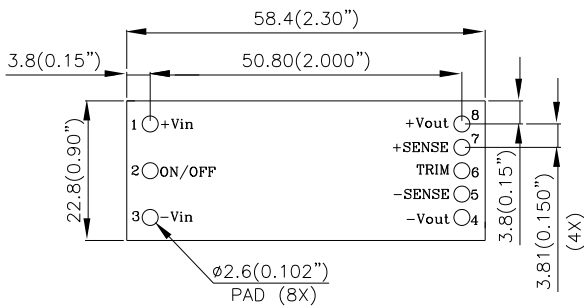 58.4(2.30")
3.8(0.15")
50.80(2.000")
1 +Vin
+Vout 8
+SENSE 7
2 ON/OFF
TRIM 6
-SENSE 5
3 -Vin
-Vout 4
22.8(0.90")
3.8(0.15")
3.81(0.150")
(4X)
ø2.6(0.102")
PAD (8X)